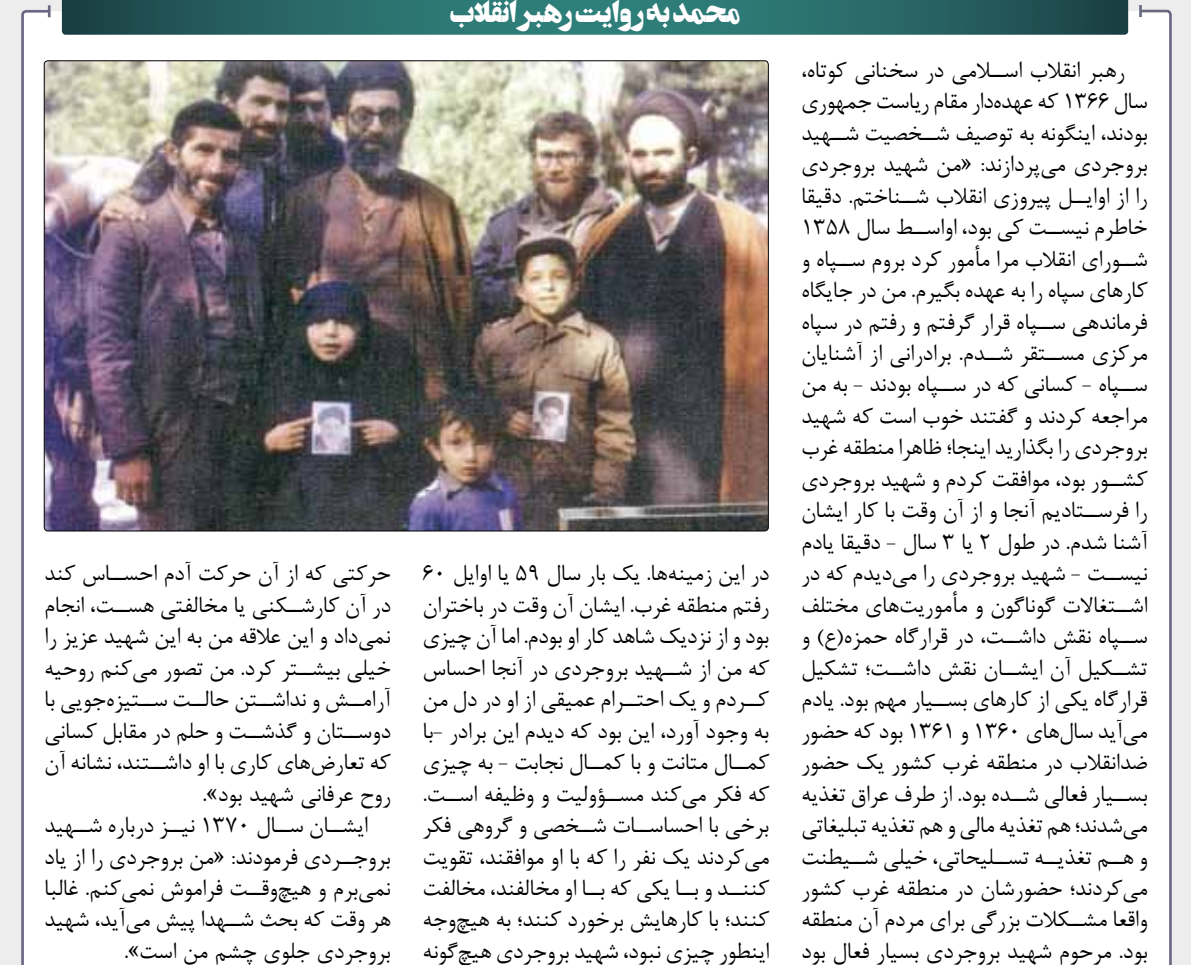 محمد به روایت رهبر انقلاب
رهبر انقلاب اسلامی در سخنانی کوتاه،
سال ۱۳۶۶ که عهده‌دار مقام ریاست جمهوری
بودند، اینگونه به توصیف شخصیت شهید
بروجردی می‌پردازند: «من شهید بروجردی
را از اوایل پیروزی انقلاب شناختم. دقیقا
خاطرم نیست کی بود، اواسط سال ۱۳۵۸
شورای انقلاب مرا مأمور کرد بروم سپاه و
کارهای سپاه را به عهده بگیرم. من در جایگاه
فرماندهی سپاه قرار گرفتم و رفتم در سپاه
مرکزی مستقر شدم. برادرانی از آشنایان
سپاه - کسانی که در سپاه بودند - به من
مراجعه کردند و گفتند خوب است که شهید
بروجردی را بگذارید اینجا؛ ظاهرا منطقه غرب
کشور بود، موافقت کردم و شهید بروجردی
را فرستادیم آنجا و از آن وقت با کار ایشان
آشنا شدم. در طول ۲ یا ۳ سال - دقیقا یادم
نیست - شهید بروجردی را می‌دیدم که در
اشتغالات گوناگون و مأموریت‌های مختلف
سپاه نقش داشت، در قرارگاه حمزه(ع) و
تشکیل آن ایشان نقش داشت؛ تشکیل
قرارگاه یکی از کارهای بسیار مهم بود. یادم
می‌آید سال‌های ۱۳۶۰ و ۱۳۶۱ بود که حضور
ضدانقلاب در منطقه غرب کشور یک حضور
بسیار فعالی شده بود. از طرف عراق تغذیه
می‌شدند؛ هم تغذیه مالی و هم تغذیه تبلیغاتی
و هم تغذیه تسلیحاتی، خیلی شیطنت
می‌کردند؛ حضورشان در منطقه غرب کشور
واقعا مشکلات بزرگی برای مردم آن منطقه
بود. مرحوم شهید بروجردی بسیار فعال بود
در این زمینه‌ها. یک بار سال ۵۹ یا اوایل ۶۰
رفتم منطقه غرب. ایشان آن وقت در باختران
بود و از نزدیک شاهد کار او بودم. اما آن چیزی
که من از شهید بروجردی در آنجا احساس
کردم و یک احترام عمیقی از او در دل من
به وجود آورد، این بود که دیدم این برادر -با
کمال متانت و با کمال نجابت - به چیزی
که فکر می‌کند مسؤولیت و وظیفه است.
برخی با احساسات شخصی و گروهی فکر
می‌کردند یک نفر را که با او موافقند، تقویت
کنند و با یکی که با او مخالفند، مخالفت
کنند؛ با کارهایش برخورد کنند؛ به هیچ‌وجه
اینطور چیزی نبود، شهید بروجردی هیچ‌گونه
حرکتی که از آن حرکت آدم احساس کند
در آن کارشکنی یا مخالفتی هست، انجام
نمی‌داد و این علاقه من به این شهید عزیز را
خیلی بیشتر کرد. من تصور می‌کنم روحیه
آرامش و نداشتن حالت ستیزه‌جویی با
دوستان و گذشت و حلم در مقابل کسانی
که تعارض‌های کاری با او داشتند، نشانه آن
روح عرفانی شهید بود».
ایشان سال ۱۳۷۰ نیز درباره شهید
بروجردی فرمودند: «من بروجردی را از یاد
نمی‌برم و هیچ‌وقت فراموش نمی‌کنم. غالبا
هر وقت که بحث شهدا پیش می‌آید، شهید
بروجردی جلوی چشم من است».